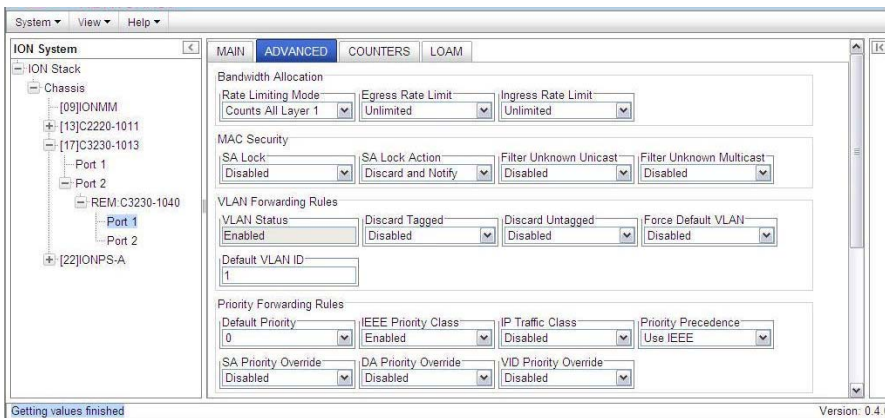 System View Help
ION System
ION Stack
Chassis
[09]IONMM
[13]C2220-1011
[17]C3230-1013
Port 1
Port 2
REM:C3230-1040
Port 1
Port 2
[22]IONPS-A
MAIN ADVANCED COUNTERS LOAM
Bandwidth Allocation
Rate Limiting Mode Egress Rate Limit Ingress Rate Limit
Counts All Layer 1 Unlimited Unlimited
MAC Security
SA Lock SA Lock Action Filter Unknown Unicast Filter Unknown Multicast
Disabled Discard and Notify Disabled Disabled
VLAN Forwarding Rules
VLAN Status Discard Tagged Discard Untagged Force Default VLAN
Enabled Disabled Disabled Disabled
Default VLAN ID
1
Priority Forwarding Rules
Default Priority IEEE Priority Class IP Traffic Class Priority Precedence
0 Enabled Disabled Use IEEE
SA Priority Override DA Priority Override VID Priority Override
Disabled Disabled Disabled
Getting values finished
Version: 0.4.